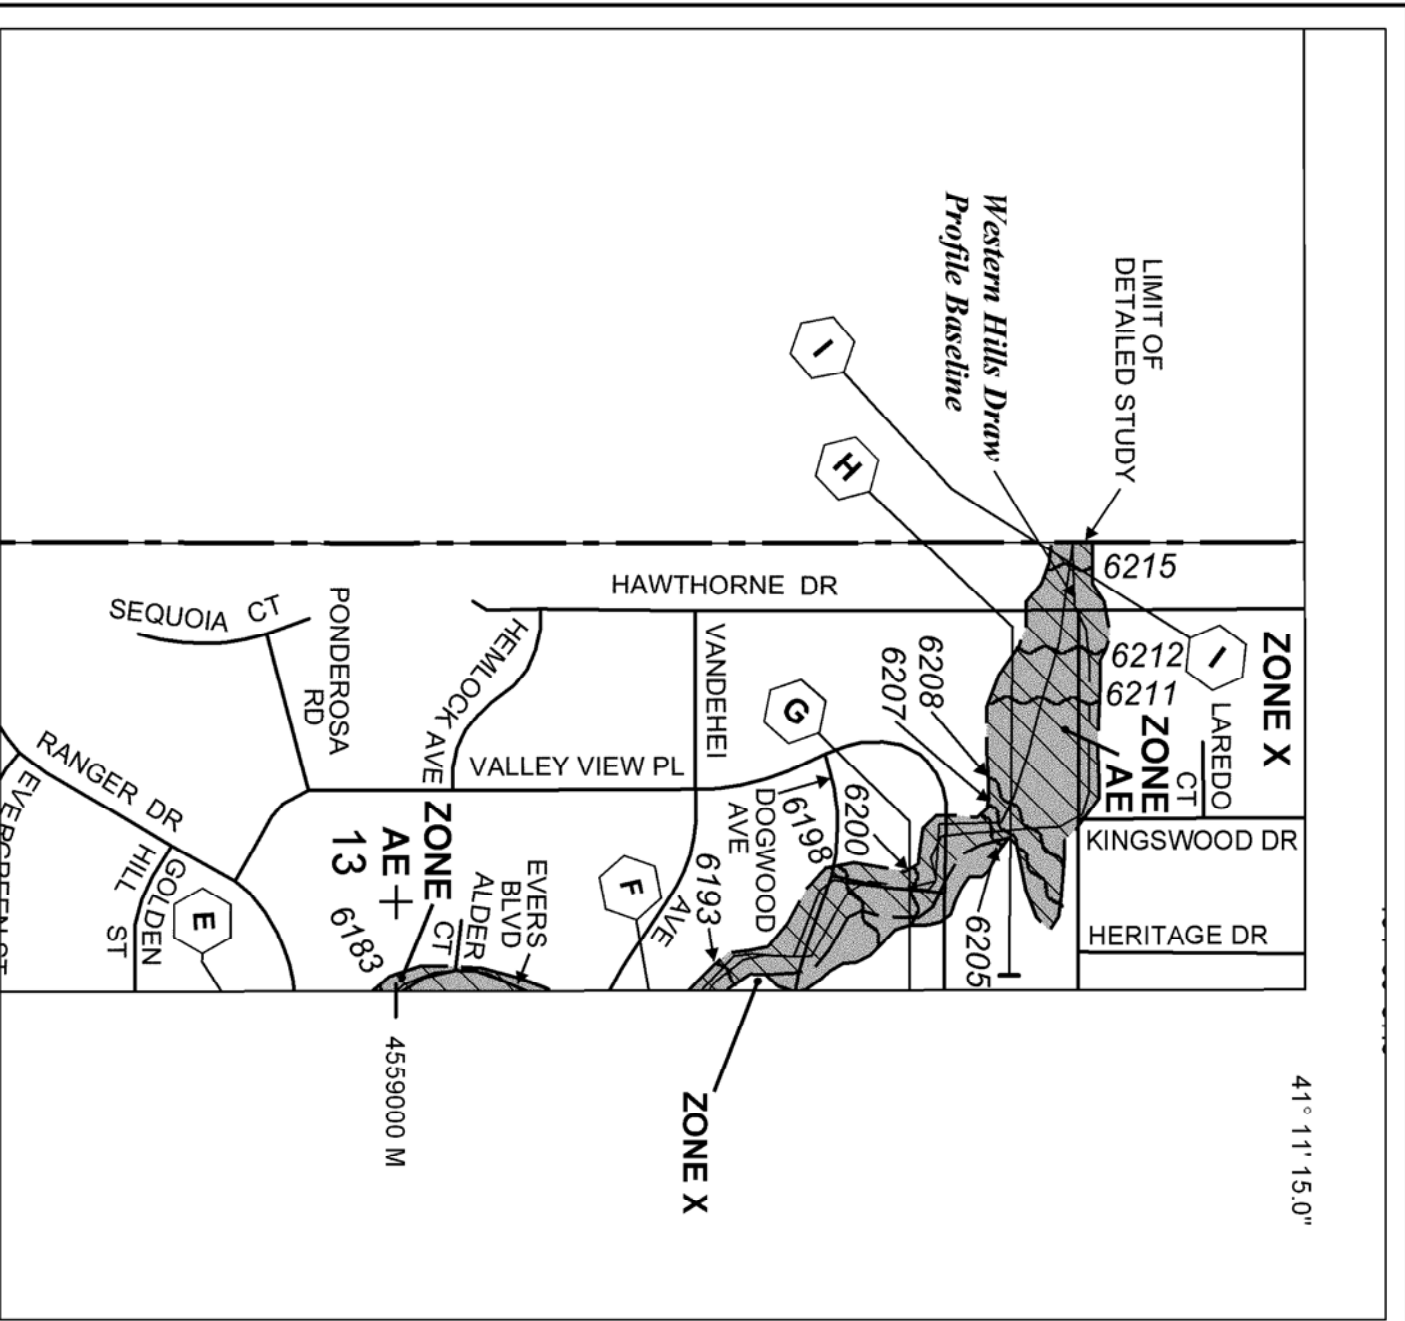 LIMIT OF
DETAILED STUDY
Western Hills Draw
Profile Baseline
I
H
6215
HAWTHORNE DR
ZONE X
I
6212
6211
LAREDO
CT
ZONE
AE
6208
6207
KINGSWOOD DR
HERITAGE DR
VANDEHEI
AVE
G
6205
6200
6198
DOGWOOD
AVE
6193
HEMLOCK AVE
VALLEY VIEW PL
PONDEROSA
RD
SEQUOIA CT
RANGER DR
EVERGREEN ST
GOLDEN
HILL
ST
E
F
ZONE
AE
13
6183
EVERS
BLVD
ALDER
CT
4559000 M
ZONE X
41° 11' 15.0"